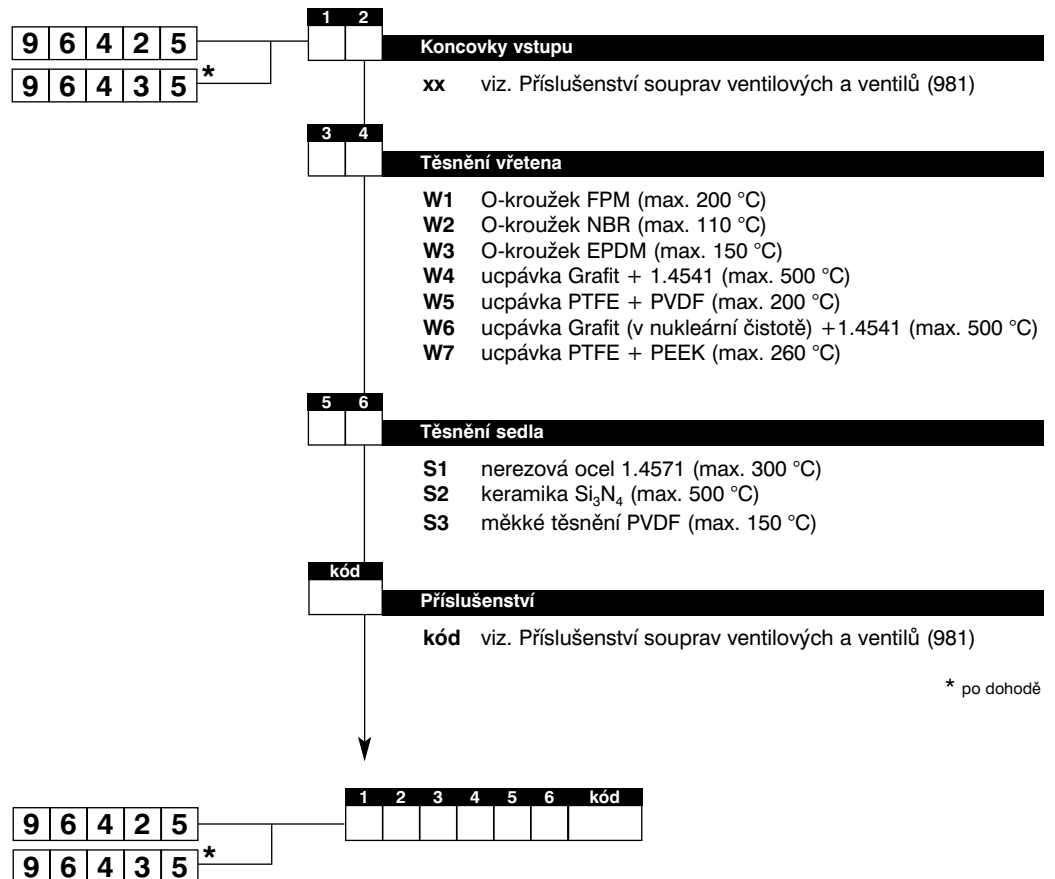 1 2
9 6 4 2 5
9 6 4 3 5 *
Koncovky vstupu
xx viz. Příslušenství souprav ventilových a ventilů (981)
3 4
Těsnění vřetena
W1 O-kroužek FPM (max. 200 °C)
W2 O-kroužek NBR (max. 110 °C)
W3 O-kroužek EPDM (max. 150 °C)
W4 ucpávka Grafit + 1.4541 (max. 500 °C)
W5 ucpávka PTFE + PVDF (max. 200 °C)
W6 ucpávka Grafit (v nukleární čistotě) +1.4541 (max. 500 °C)
W7 ucpávka PTFE + PEEK (max. 260 °C)
5 6
Těsnění sedla
S1 nerezová ocel 1.4571 (max. 300 °C)
S2 keramika Si₃N₄ (max. 500 °C)
S3 měkké těsnění PVDF (max. 150 °C)
kód
Příslušenství
kód viz. Příslušenství souprav ventilových a ventilů (981)
* po dohodě
1 2 3 4 5 6 kód
9 6 4 2 5
9 6 4 3 5 *